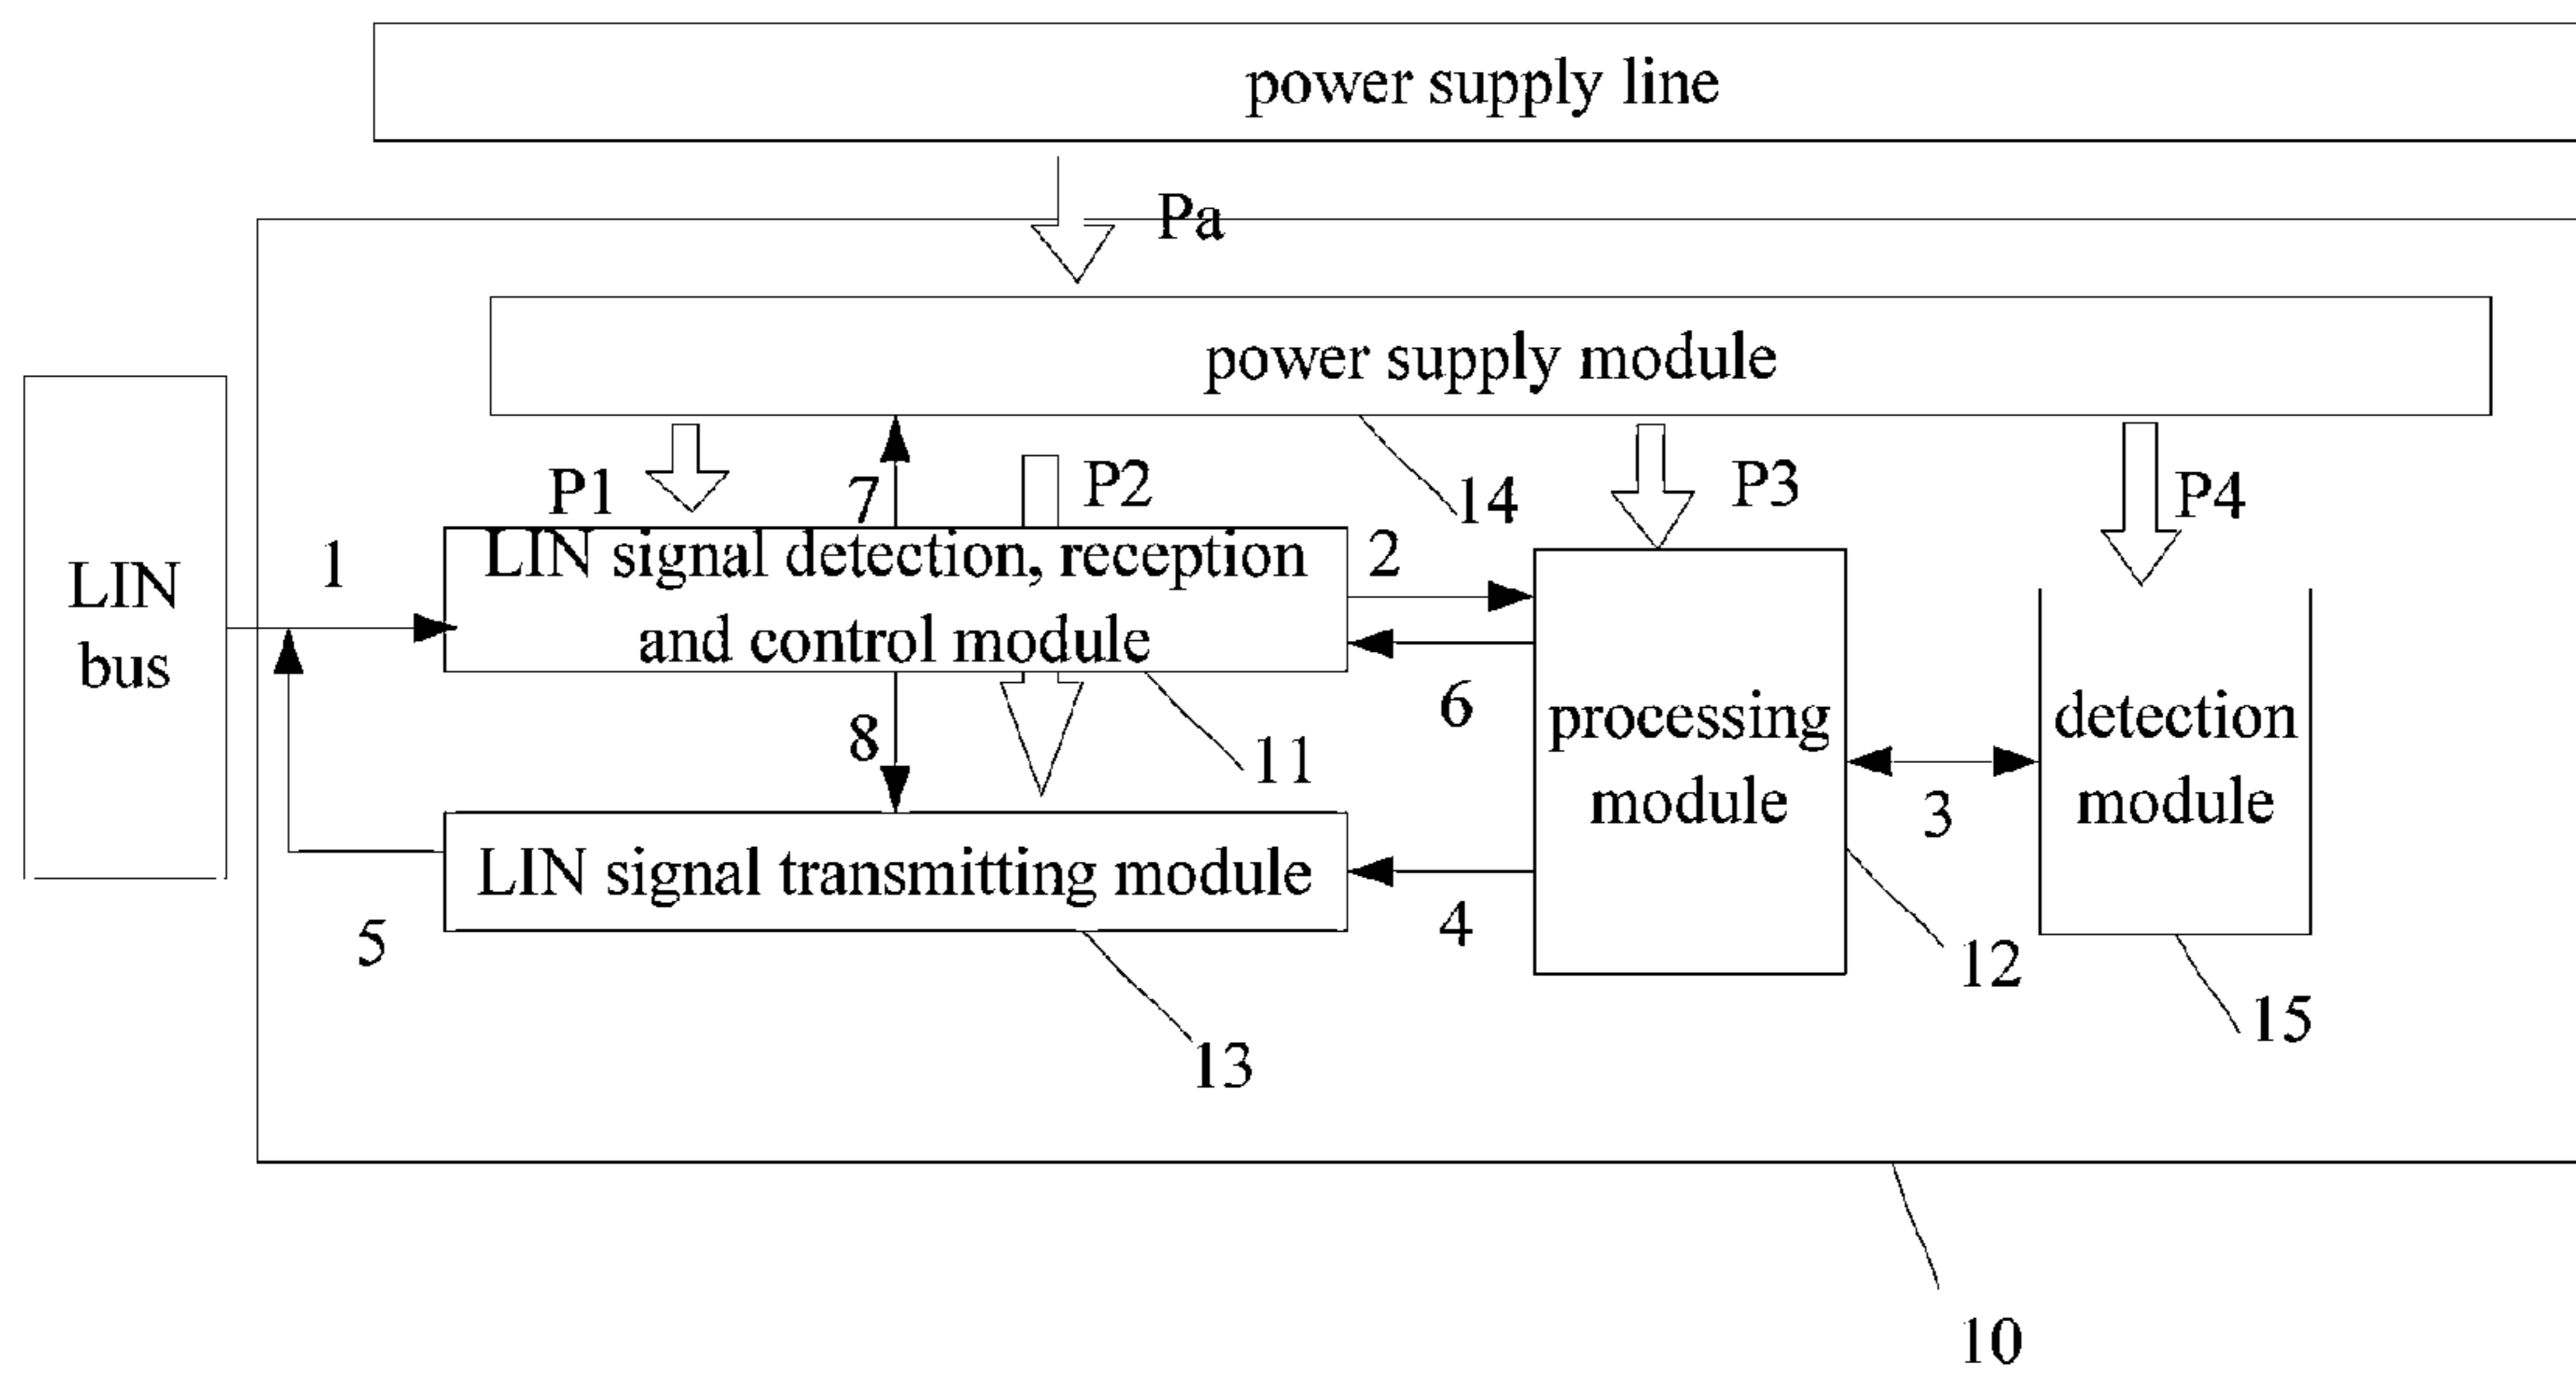 power supply line
Pa
power supply module
P1
7
P2
14
P3
P4
LIN
bus
1
LIN signal detection, reception
and control module
2
6
processing
module
detection
module
3
8
11
LIN signal transmitting module
4
5
12
15
13
10